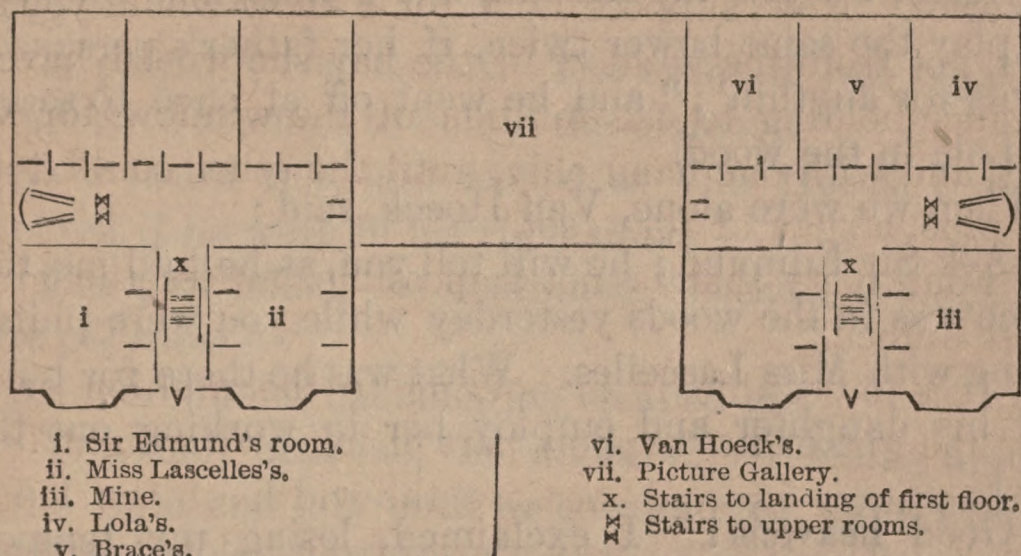 vii
vi
v
iv
x
x
i
ii
iii
i. Sir Edmund's room.
ii. Miss Lascelles's.
iii. Mine.
iv. Lola's.
v. Brace's.
vi. Van Hoeck's.
vii. Picture Gallery.
x. Stairs to landing of first floor.
xx Stairs to upper rooms.